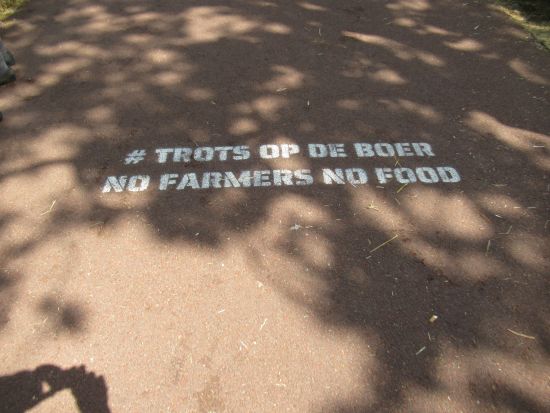 # TROTS OP DE BOER
NO FARMERS NO FOOD